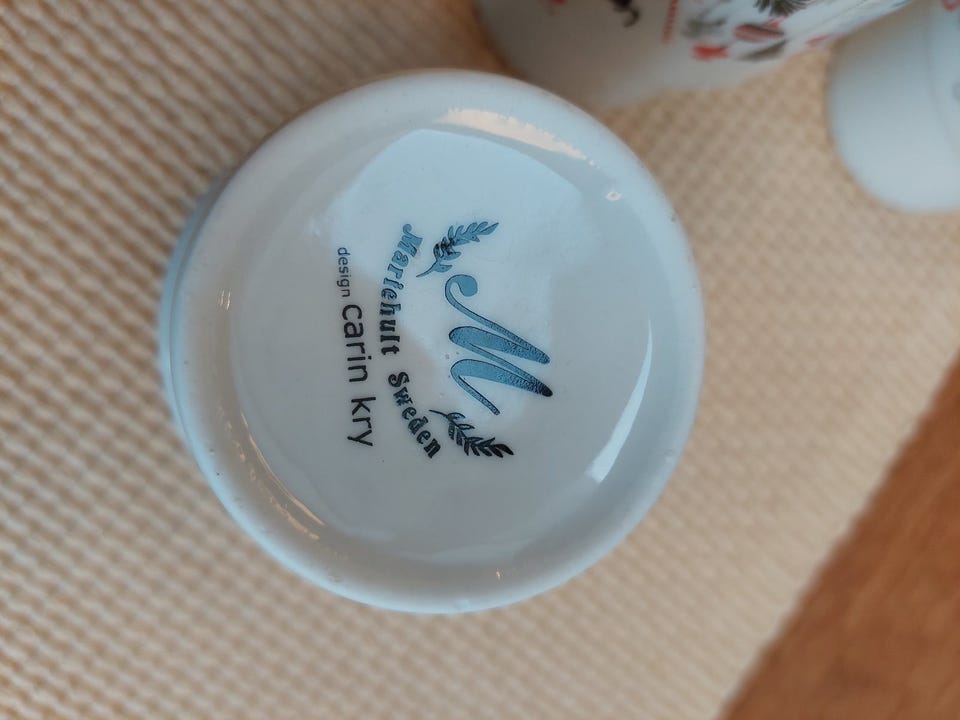 M
Mariehult Sweden
design carin kry